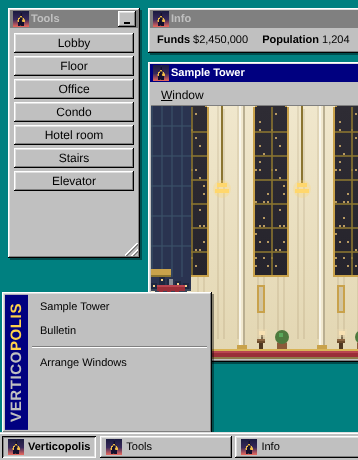 Tools
Lobby
Floor
Office
Condo
Hotel room
Stairs
Elevator
Info
Funds $2,450,000 Population 1,204
Sample Tower
Window
VERTICOPOLIS
Sample Tower
Bulletin
Arrange Windows
Verticopolis
Tools
Info